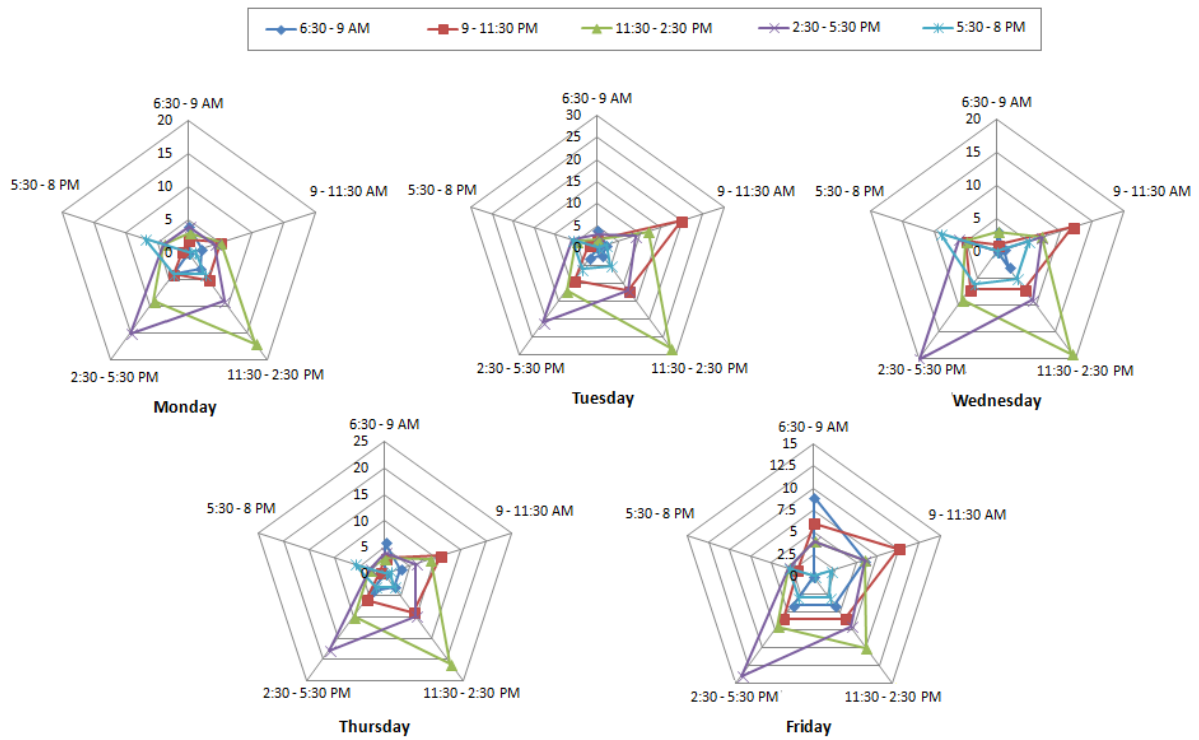 6:30 - 9 AM 9 - 11:30 PM 11:30 - 2:30 PM 2:30 - 5:30 PM 5:30 - 8 PM
6:30 - 9 AM
20
15
10
5
0
5:30 - 8 PM
9 - 11:30 AM
2:30 - 5:30 PM
11:30 - 2:30 PM
Monday
6:30 - 9 AM
30
25
20
15
10
5
0
5:30 - 8 PM
9 - 11:30 AM
2:30 - 5:30 PM
11:30 - 2:30 PM
Tuesday
6:30 - 9 AM
20
15
10
5
0
5:30 - 8 PM
9 - 11:30 AM
2:30 - 5:30 PM
11:30 - 2:30 PM
Wednesday
6:30 - 9 AM
25
20
15
10
5
0
5:30 - 8 PM
9 - 11:30 AM
2:30 - 5:30 PM
11:30 - 2:30 PM
Thursday
6:30 - 9 AM
15
12.5
10
7.5
5
2.5
0
5:30 - 8 PM
9 - 11:30 AM
2:30 - 5:30 PM
11:30 - 2:30 PM
Friday